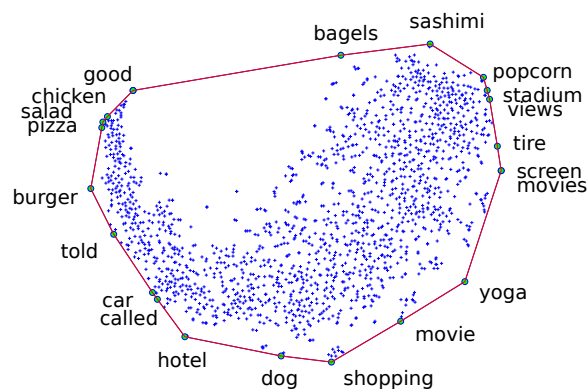 sashimi
bagels
popcorn
good
chicken
stadium
salad
views
pizza
tire
screen
movies
burger
told
yoga
car
called
movie
hotel
dog
shopping